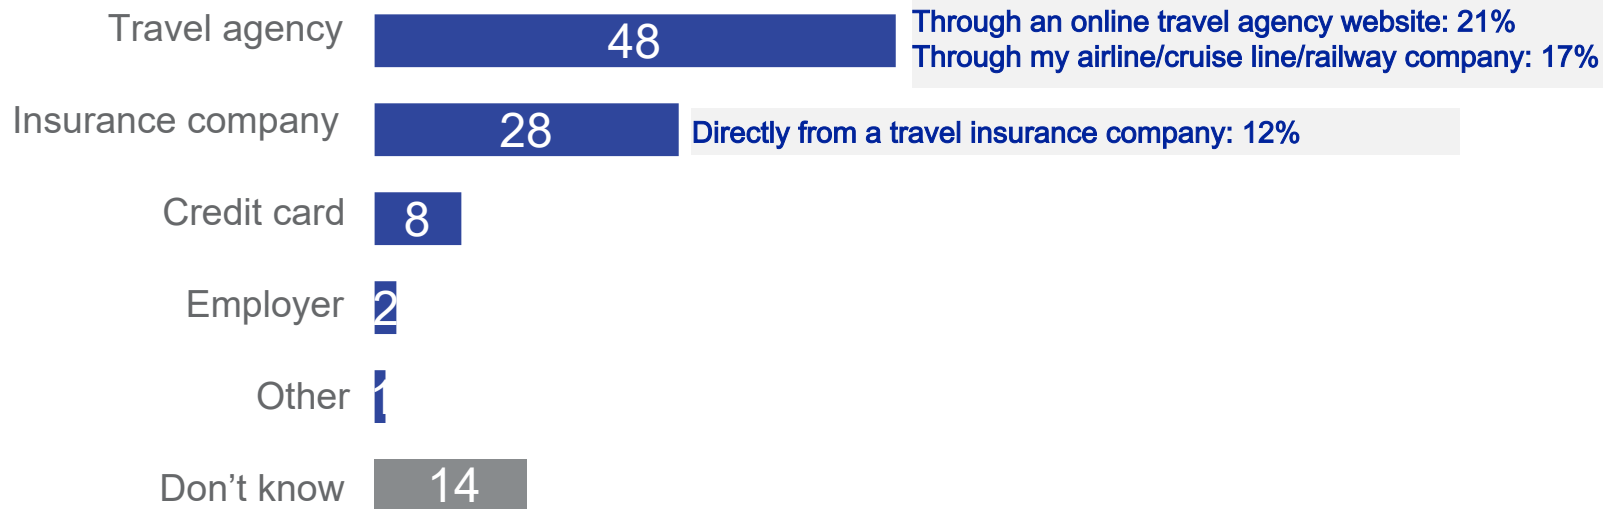 Travel agency 48 Through an online travel agency website: 21%
Through my airline/cruise line/railway company: 17%
Insurance company 28 Directly from a travel insurance company: 12%
Credit card 8
Employer 2
Other 1
Don’t know 14